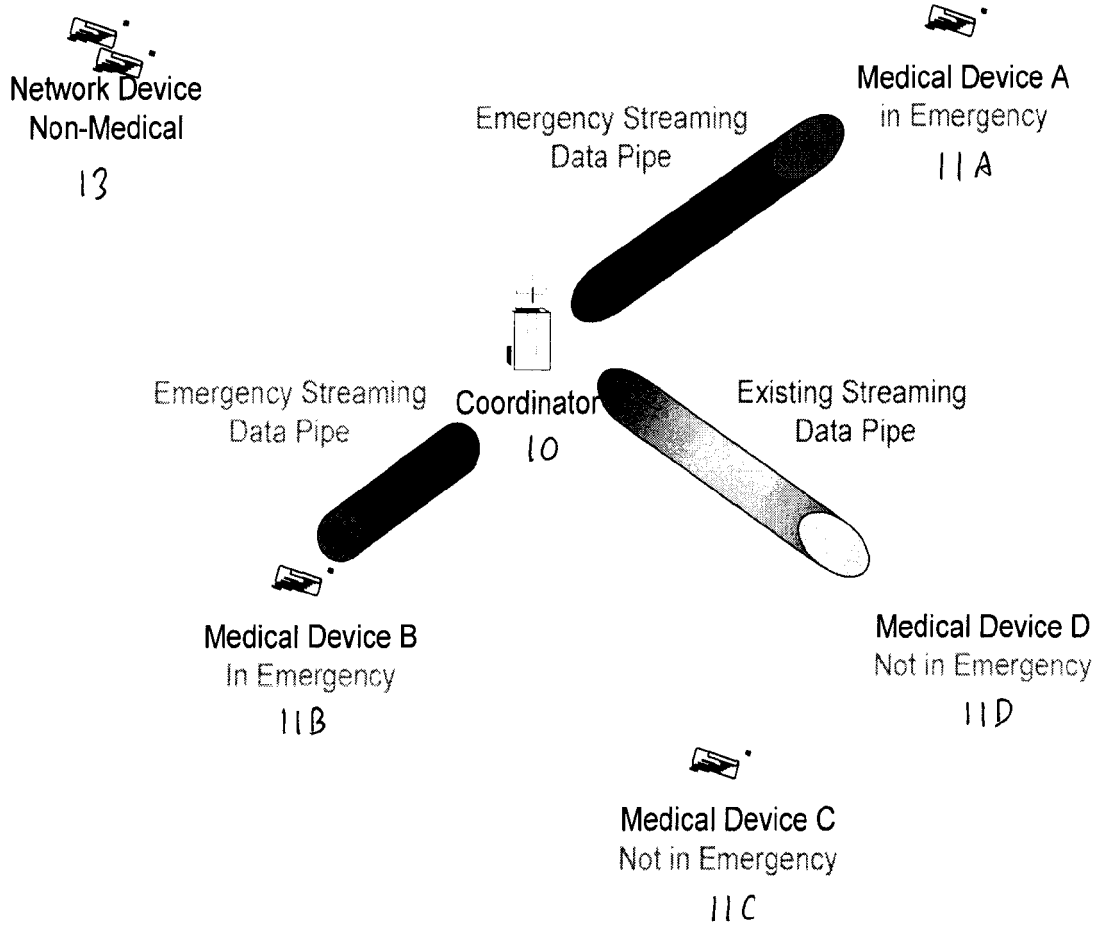 Network Device
Non-Medical
13
Medical Device A
in Emergency
11A
Emergency Streaming
Data Pipe
Emergency Streaming
Data Pipe
Coordinator
10
Existing Streaming
Data Pipe
Medical Device B
In Emergency
11B
Medical Device D
Not in Emergency
11D
Medical Device C
Not in Emergency
11C